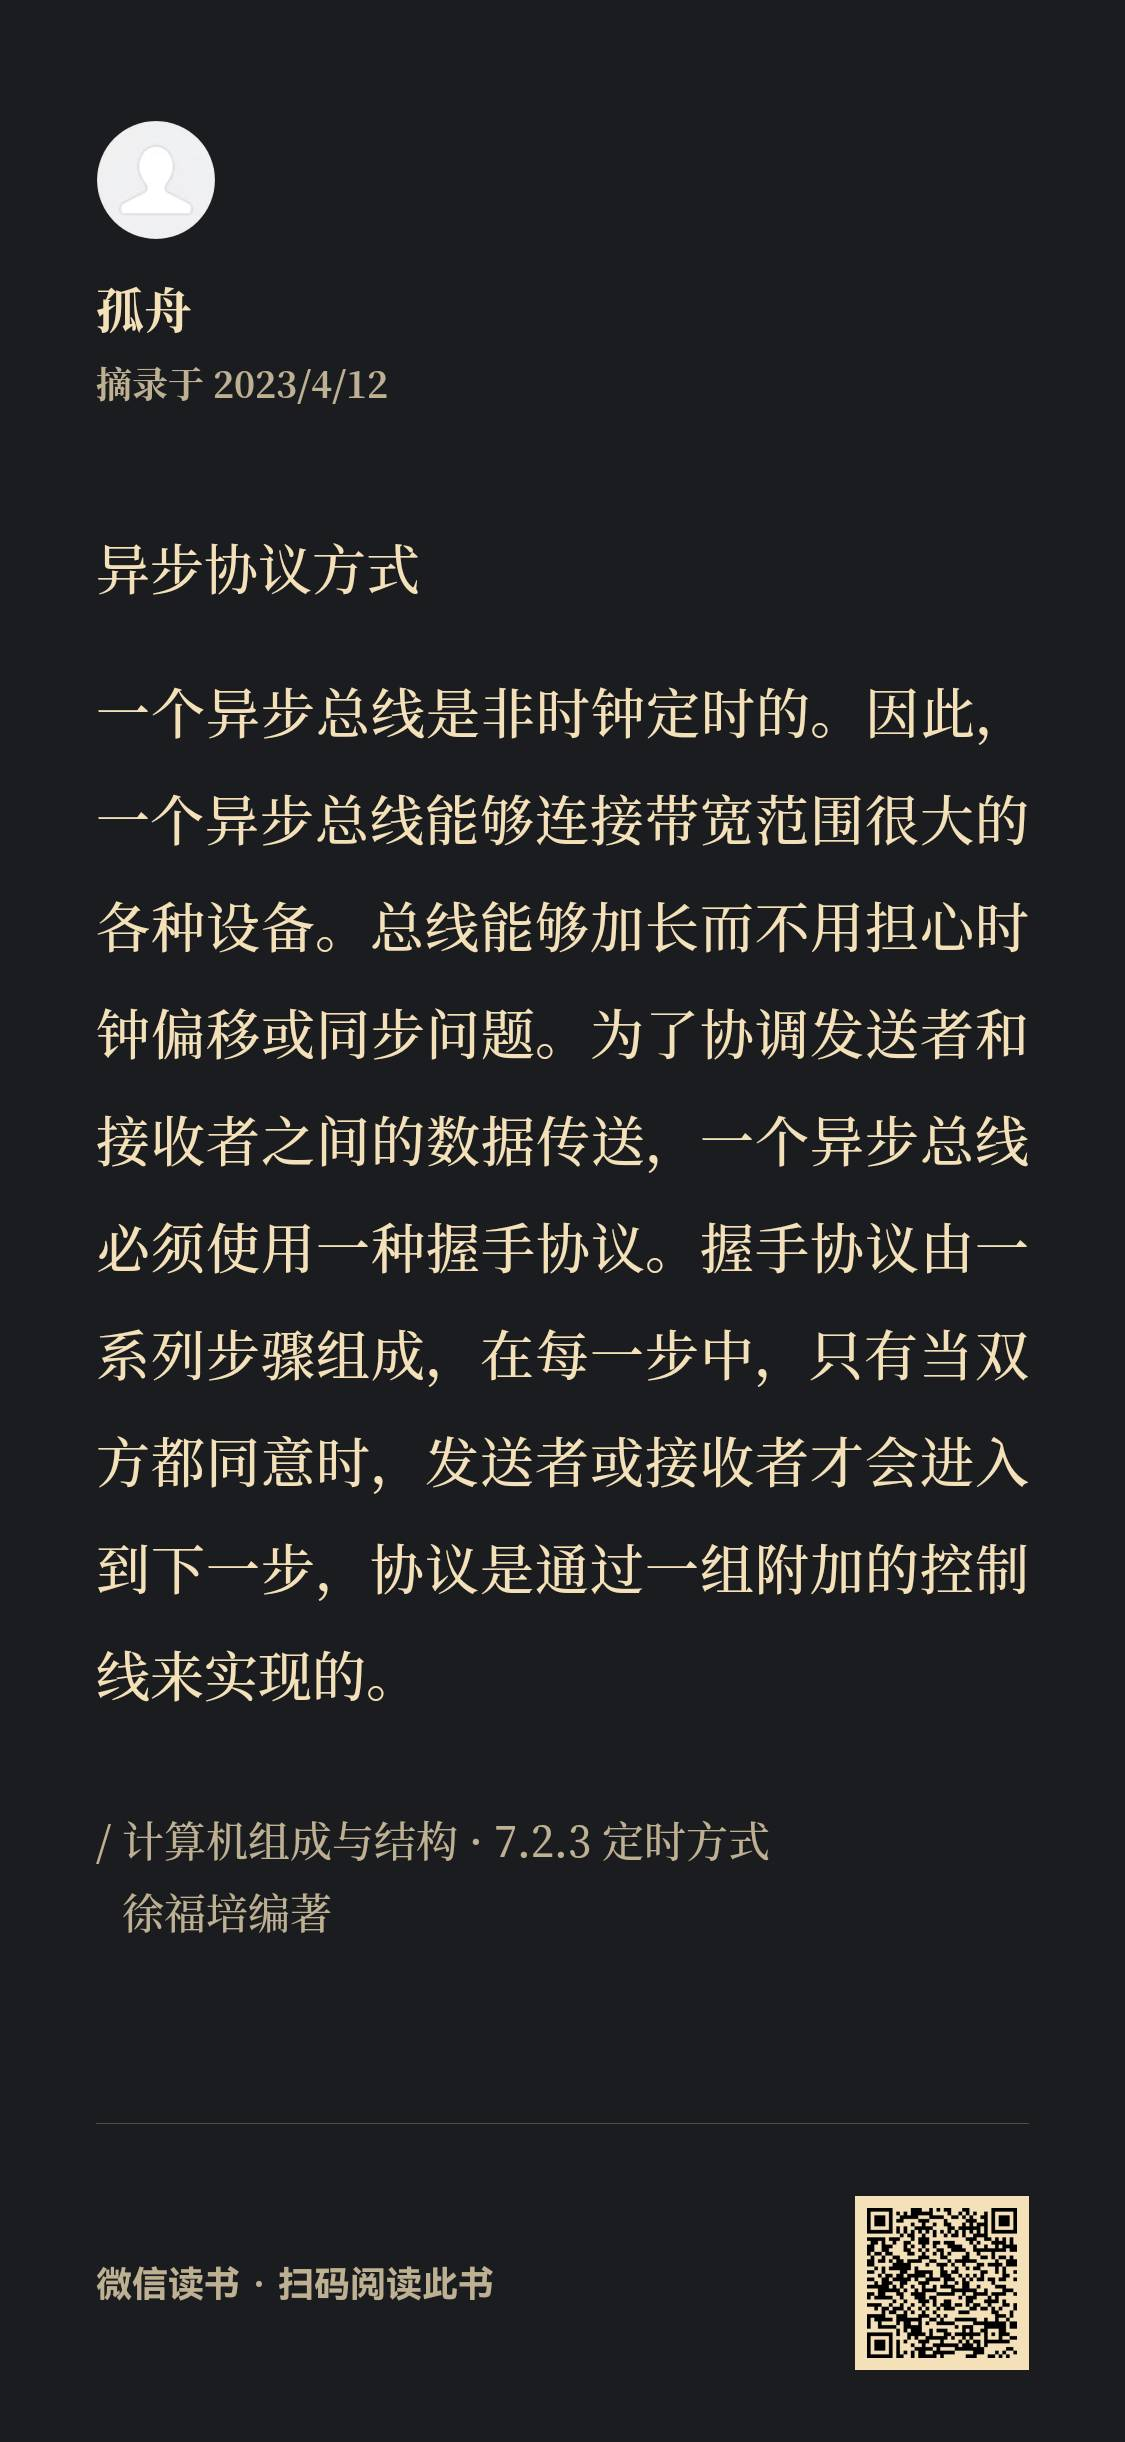 孤舟
摘录于 2023/4/12
异步协议方式
一个异步总线是非时钟定时的。因此，
一个异步总线能够连接带宽范围很大的
各种设备。总线能够加长而不用担心时
钟偏移或同步问题。为了协调发送者和
接收者之间的数据传送，一个异步总线
必须使用一种握手协议。握手协议由一
系列步骤组成，在每一步中，只有当双
方都同意时，发送者或接收者才会进入
到下一步，协议是通过一组附加的控制
线来实现的。
/ 计算机组成与结构 · 7.2.3 定时方式
徐福培编著
微信读书 · 扫码阅读此书